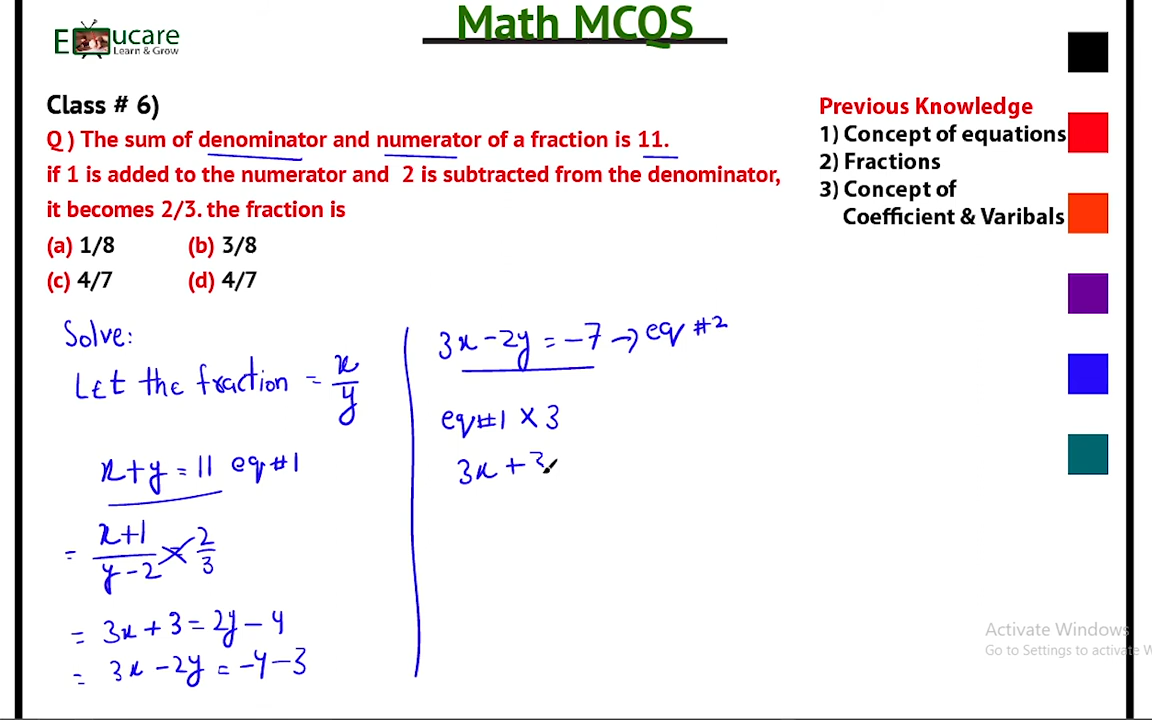 Math MCQS
Educare
Learn & Grow
Class # 6)
Q ) The sum of denominator and numerator of a fraction is 11.
if 1 is added to the numerator and 2 is subtracted from the denominator,
it becomes 2/3. the fraction is
(a) 1/8 (b) 3/8
(c) 4/7 (d) 4/7
Previous Knowledge
1) Concept of equations
2) Fractions
3) Concept of
Coefficient & Varibals
Solve:
Let the fraction = x/y
x+y = 11 eq#1
= x+1/y-2 = 2/3
= 3x + 3 = 2y - 4
= 3x - 2y = -4 - 3
3x - 2y = -7 → eq #2
eq#1 × 3
3x + 3
Activate Windows
Go to Settings to activate W